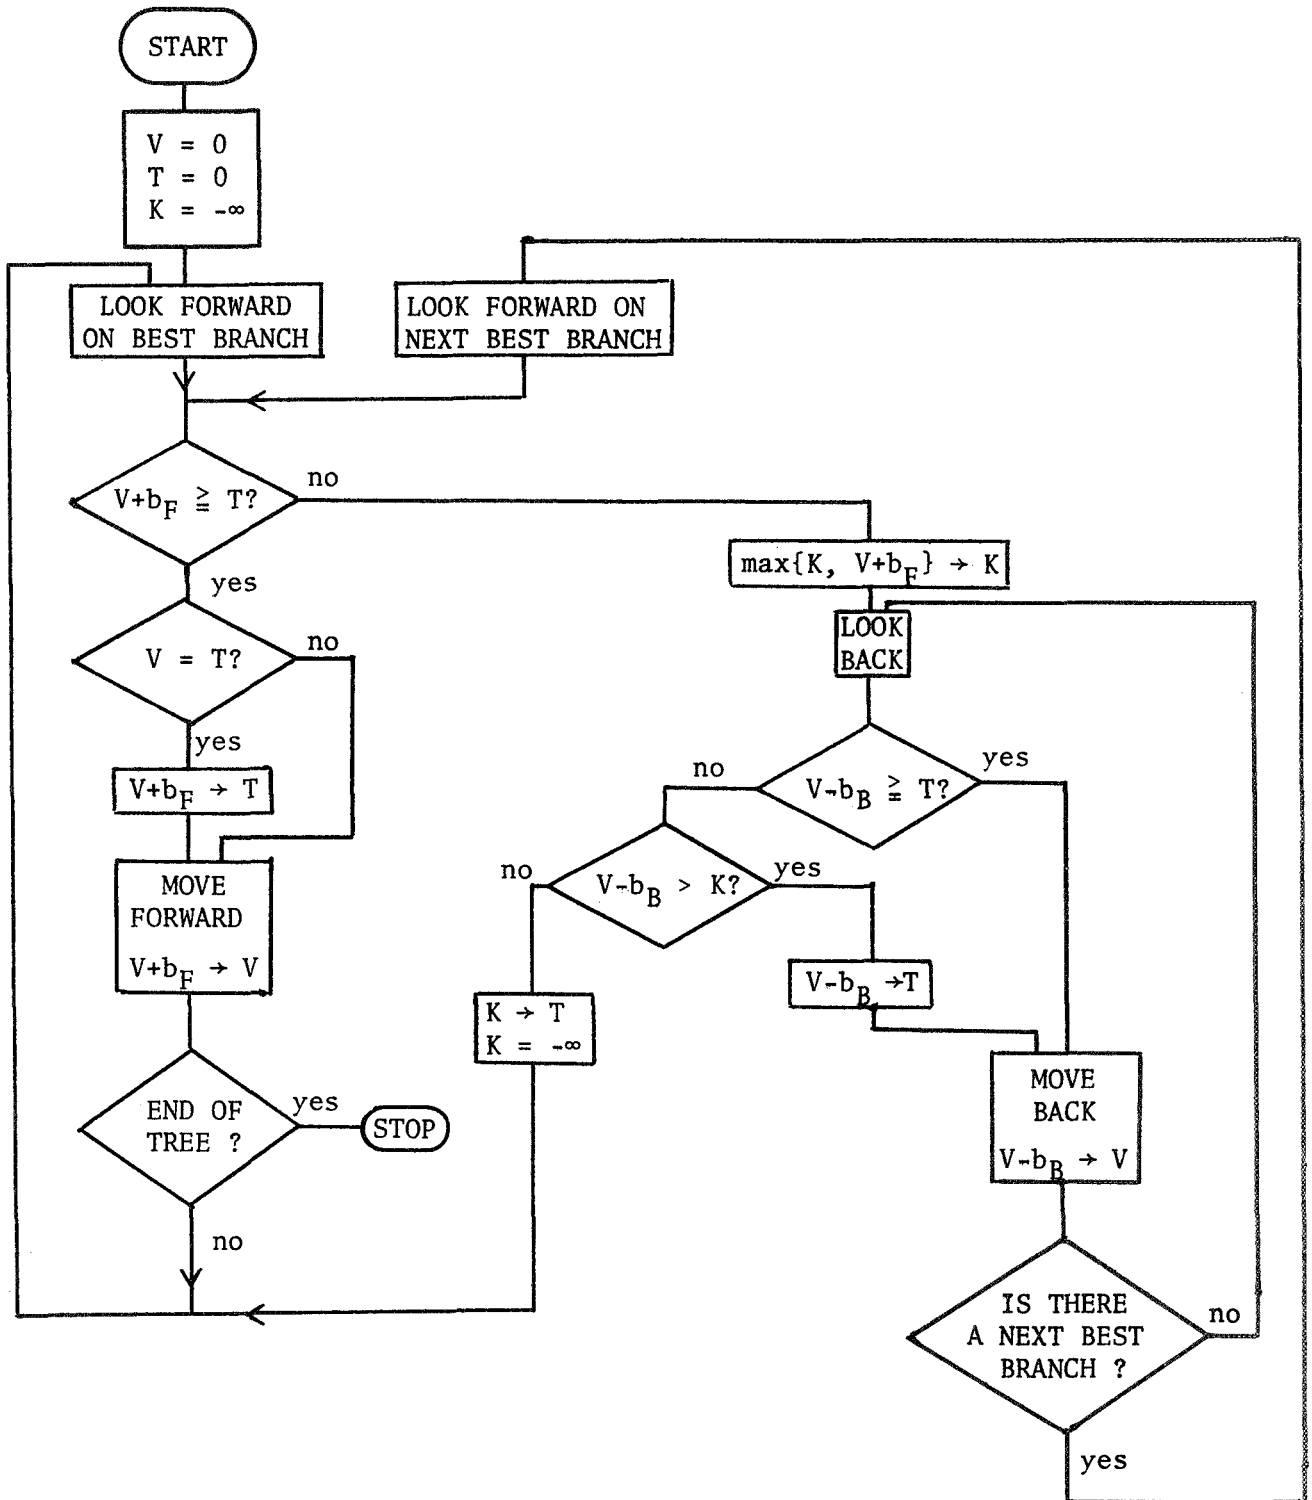 START
V = 0
T = 0
K = -∞
LOOK FORWARD
ON BEST BRANCH
LOOK FORWARD ON
NEXT BEST BRANCH
V+b_F ≧ T?
no
yes
max{K, V+b_F} → K
LOOK
BACK
V = T?
no
yes
V+b_F → T
V-b_B ≧ T?
no
yes
V-b_B > K?
no
yes
MOVE
FORWARD
V+b_F → V
V-b_B →T
K → T
K = -∞
MOVE
BACK
V-b_B → V
END OF
TREE ?
yes
STOP
no
IS THERE
A NEXT BEST
BRANCH ?
no
yes